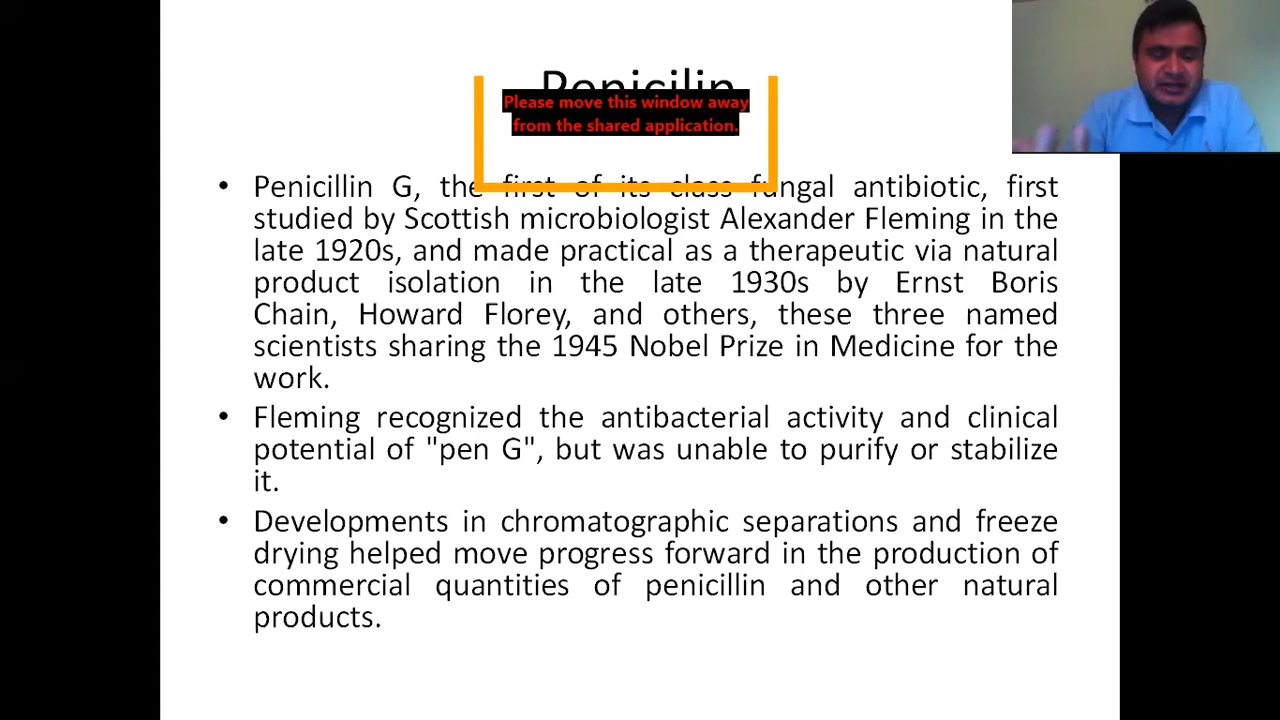 Penicilin
Please move this window away
from the shared application.
• Penicillin G, the first of its class fungal antibiotic, first
studied by Scottish microbiologist Alexander Fleming in the
late 1920s, and made practical as a therapeutic via natural
product isolation in the late 1930s by Ernst Boris
Chain, Howard Florey, and others, these three named
scientists sharing the 1945 Nobel Prize in Medicine for the
work.
• Fleming recognized the antibacterial activity and clinical
potential of "pen G", but was unable to purify or stabilize
it.
• Developments in chromatographic separations and freeze
drying helped move progress forward in the production of
commercial quantities of penicillin and other natural
products.